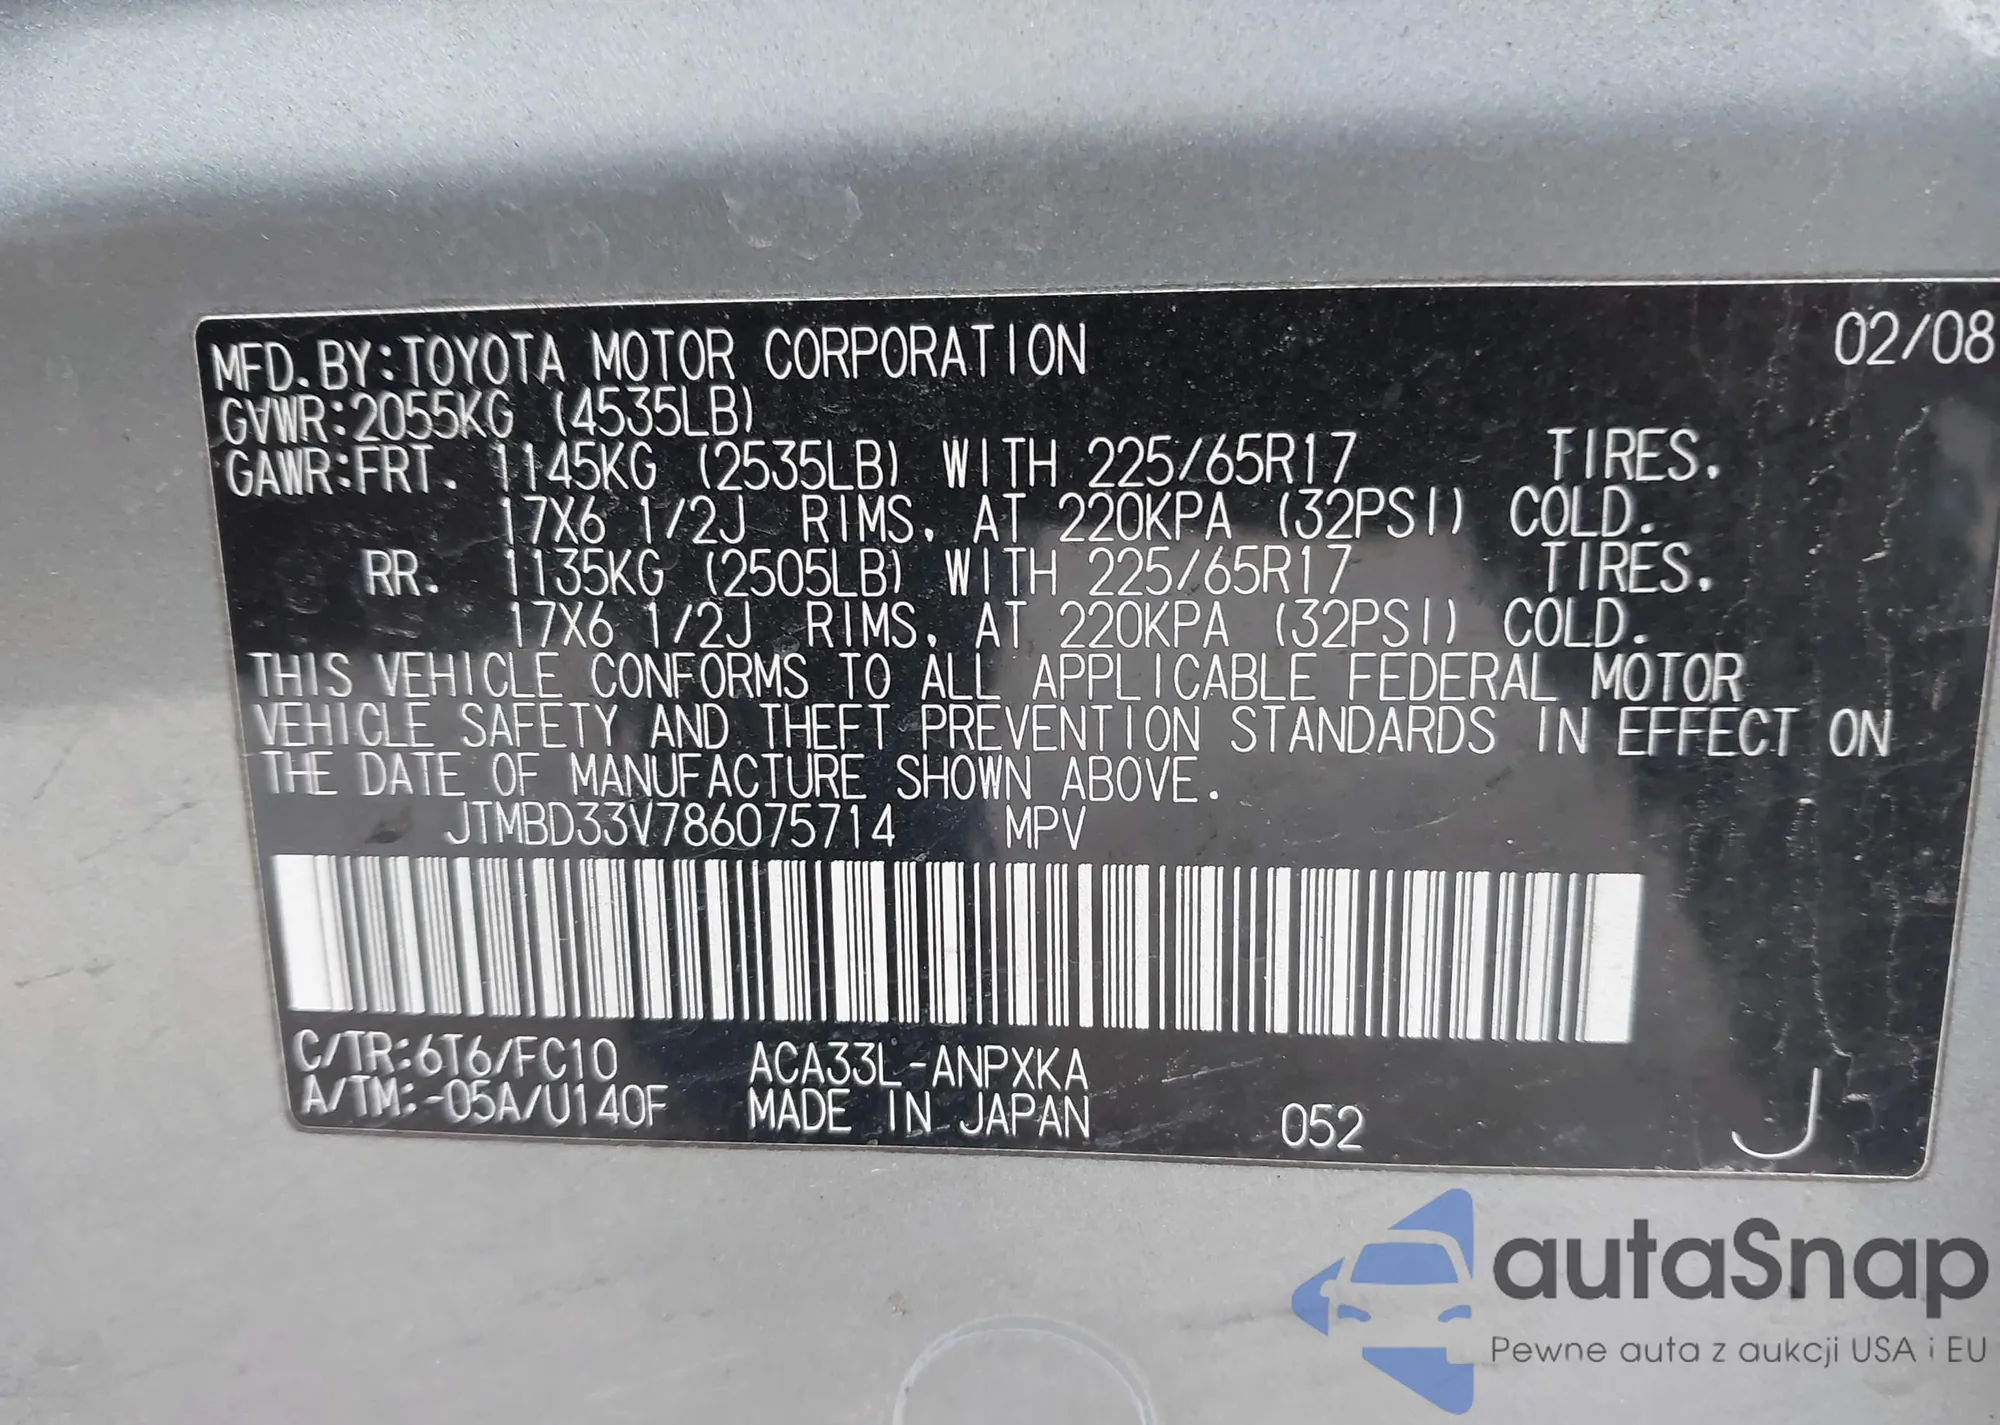 MFD. BY: TOYOTA MOTOR CORPORATION 02/08
GVWR: 2055KG (4535LB)
GAWR: FRT. 1145KG (2535LB) WITH 225/65R17 TIRES.
17X6 1/2J RIMS, AT 220KPA (32PSI) COLD.
RR. 1135KG (2505LB) WITH 225/65R17 TIRES.
17X6 1/2J RIMS, AT 220KPA (32PSI) COLD.
THIS VEHICLE CONFORMS TO ALL APPLICABLE FEDERAL MOTOR
VEHICLE SAFETY AND THEFT PREVENTION STANDARDS IN EFFECT ON
THE DATE OF MANUFACTURE SHOWN ABOVE.
JTMBD33V786075714 MPV
C/TR: 6T6/FC10 ACA33L-ANPXKA
A/TM: -05A/U140F MADE IN JAPAN 052 J
autaSnap
Pewne auta z aukcji USA i EU